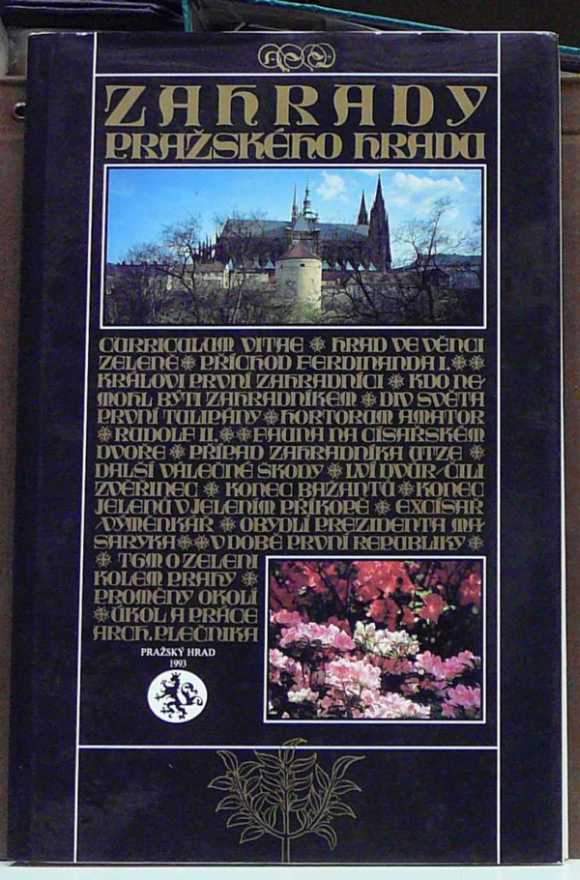 ZAHRADY
PRAŽSKÉHO HRADU
CURRICULUM VITAE * HRAD VE VĚNCI
ZELENĚ * PŘÍCHOD FERDINANDA I. **
KRÁLOVI PRVNÍ ZAHRADNÍCI * KDO NE-
MOHL BÝTI ZAHRADNÍKEM * DIV SVĚTA
PRVNÍ TULIPÁNY * HORTORUM AMATOR
* RUDOLF II. ** FAUNA NA CÍSAŘSKÉM
DVOŘE * PŘÍPAD ZAHRADNÍKA UTZE *
DALŠÍ VÁLEČNÉ ŠKODY * LVÍ DVŮR/ČILI
ZVĚŘINEC * KONEC BAŽANTŮ * KONEC
JELENŮ V JELENÍM PŘÍKOPĚ * EXCÍSAŘ
/VÝMĚNKÁŘ * OBYDLÍ PREZIDENTA MA-
SARYKA ** V DOBĚ PRVNÍ REPUBLIKY *
* TGM O ZELENI
KOLEM PRAHY *
PROMĚNY OKOLÍ
* ÚKOL A PRÁCE
ARCH. PLEČNIKA
PRAŽSKÝ HRAD
1993